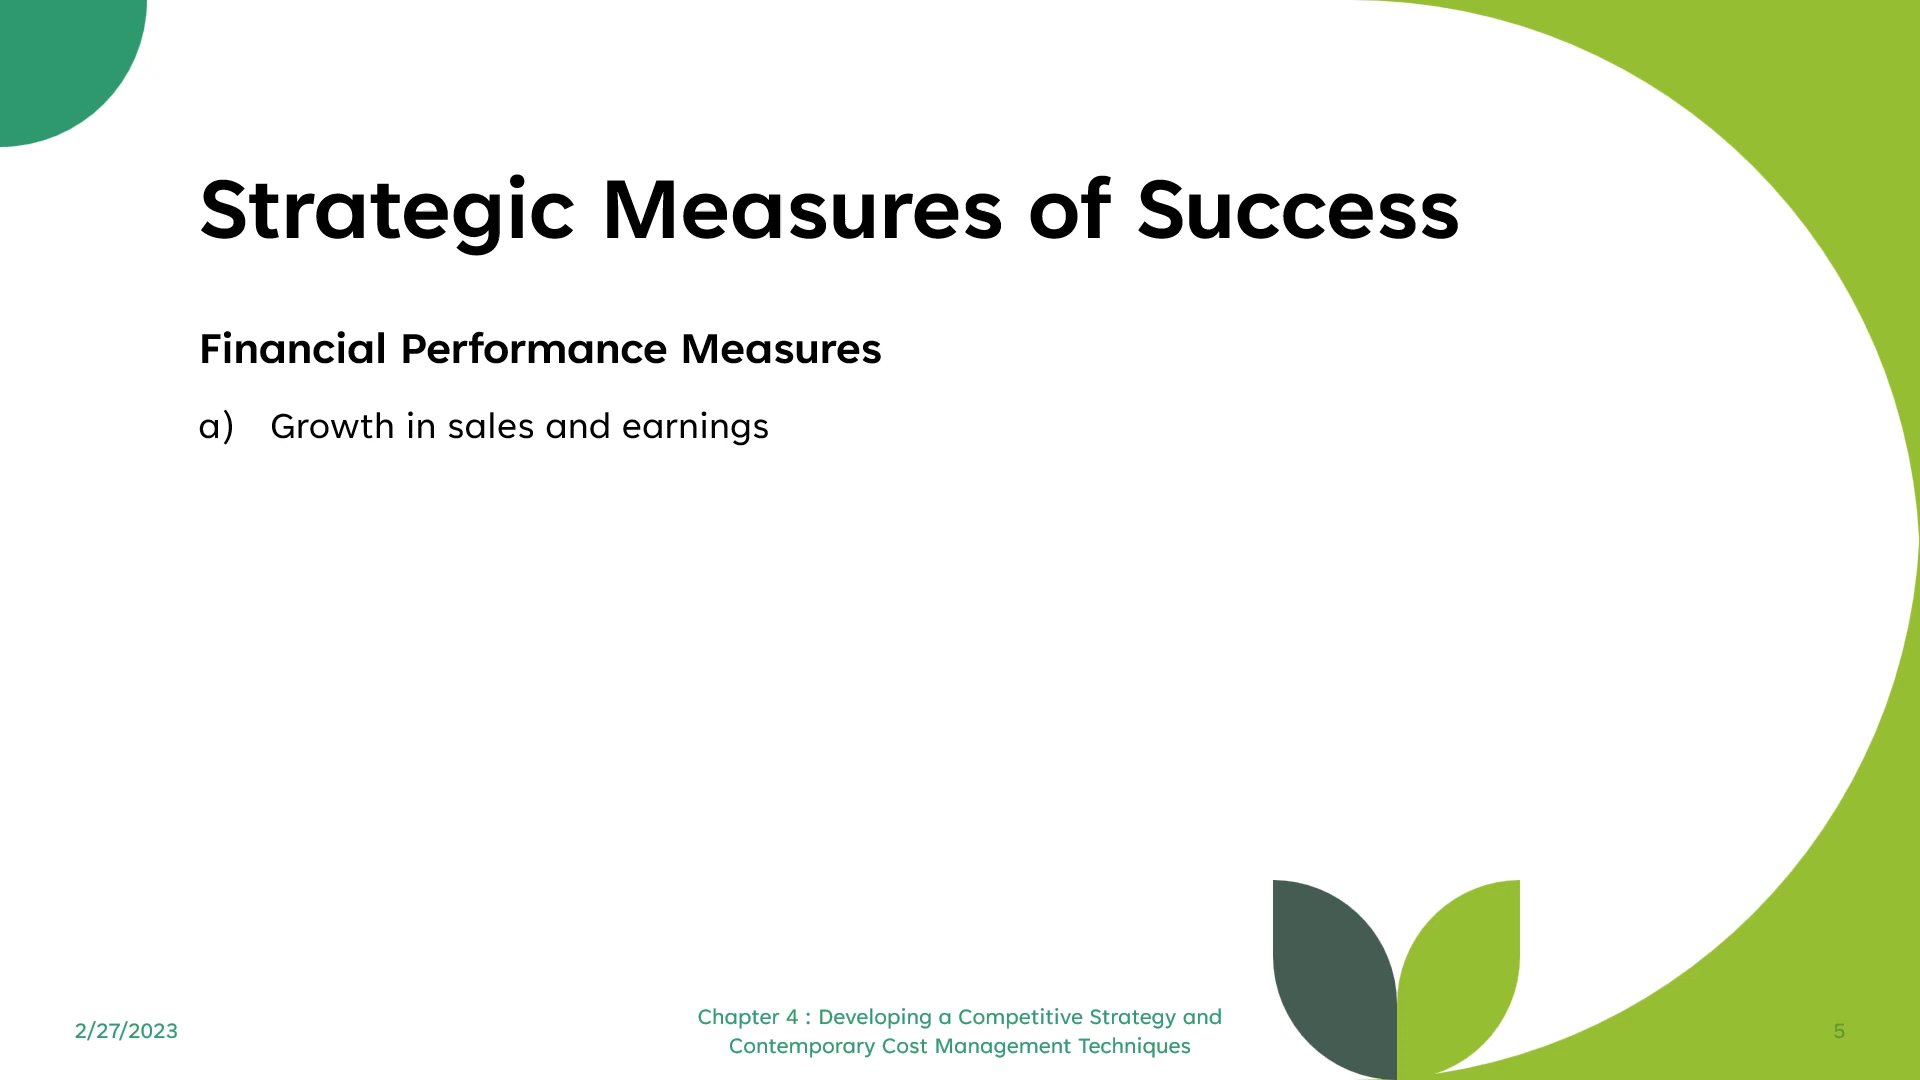 Strategic Measures of Success
Financial Performance Measures
a) Growth in sales and earnings
2/27/2023
Chapter 4 : Developing a Competitive Strategy and
Contemporary Cost Management Techniques
5